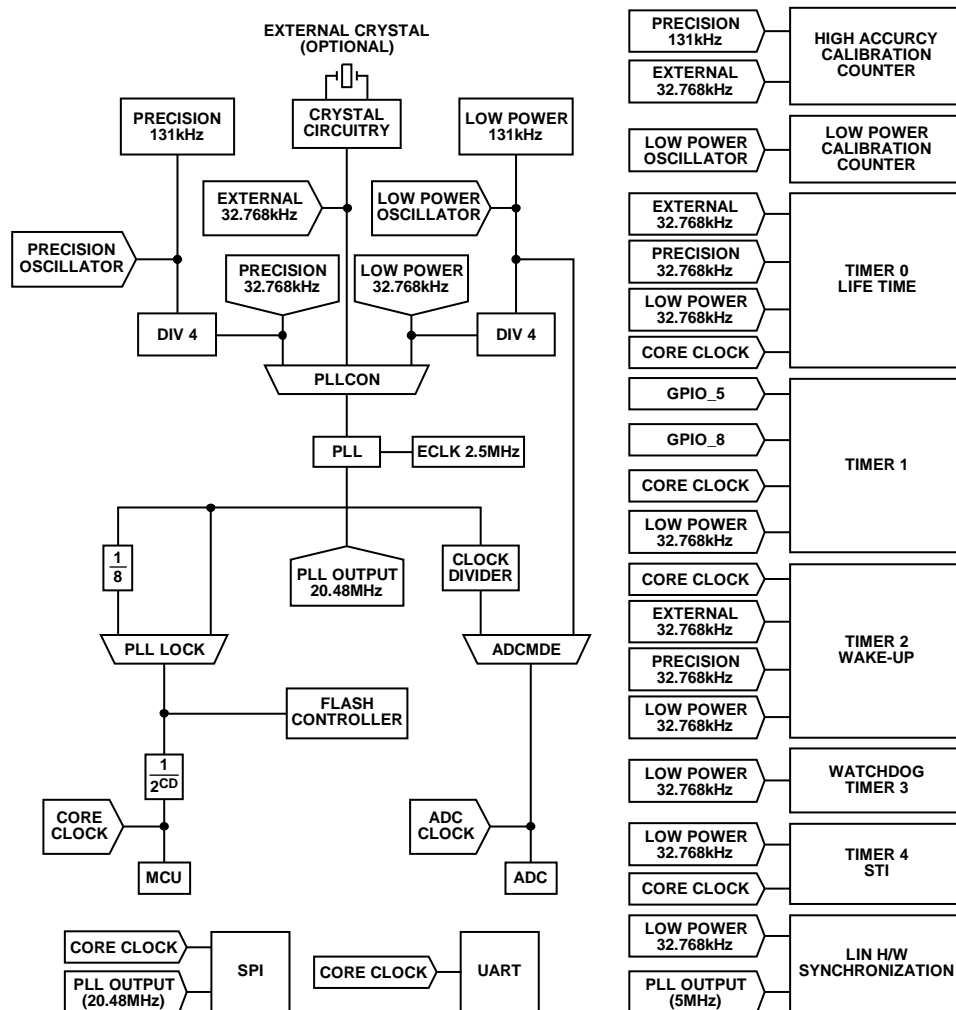 EXTERNAL CRYSTAL
(OPTIONAL)
PRECISION
131kHz
CRYSTAL
CIRCUITRY
LOW POWER
131kHz
EXTERNAL
32.768kHz
LOW POWER
OSCILLATOR
PRECISION
OSCILLATOR
PRECISION
32.768kHz
LOW POWER
32.768kHz
DIV 4
DIV 4
PLLCON
PLL
ECLK 2.5MHz
1
8
PLL OUTPUT
20.48MHz
CLOCK
DIVIDER
PLL LOCK
ADCMDE
FLASH
CONTROLLER
1
2CD
CORE
CLOCK
ADC
CLOCK
MCU
ADC
CORE CLOCK
PLL OUTPUT
(20.48MHz)
SPI
CORE CLOCK
UART
PRECISION
131kHz
EXTERNAL
32.768kHz
HIGH ACCURCY
CALIBRATION
COUNTER
LOW POWER
OSCILLATOR
LOW POWER
CALIBRATION
COUNTER
EXTERNAL
32.768kHz
PRECISION
32.768kHz
LOW POWER
32.768kHz
CORE CLOCK
TIMER 0
LIFE TIME
GPIO_5
GPIO_8
CORE CLOCK
LOW POWER
32.768kHz
TIMER 1
CORE CLOCK
EXTERNAL
32.768kHz
PRECISION
32.768kHz
LOW POWER
32.768kHz
TIMER 2
WAKE-UP
LOW POWER
32.768kHz
WATCHDOG
TIMER 3
LOW POWER
32.768kHz
CORE CLOCK
TIMER 4
STI
LOW POWER
32.768kHz
PLL OUTPUT
(5MHz)
LIN H/W
SYNCHRONIZATION